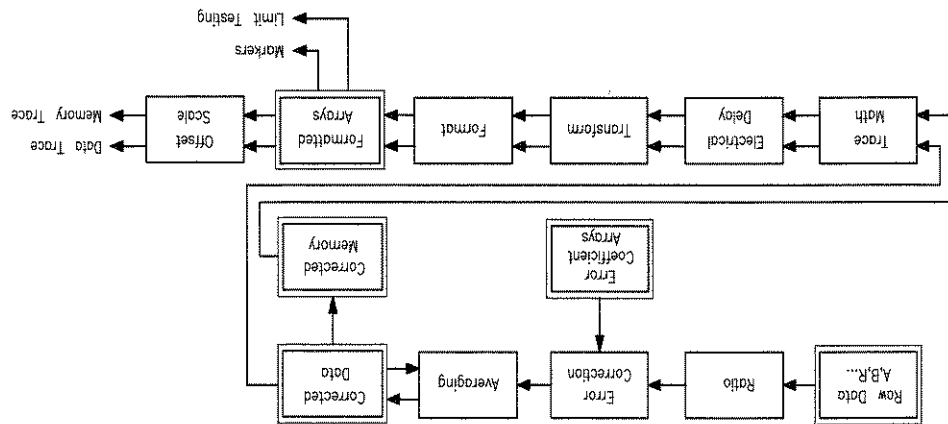 Raw Data
A,B,R...
Ratio
Error
Correction
Averaging
Corrected
Data
Error
Coefficient
Arrays
Corrected
Memory
Trace
Math
Electrical
Delay
Transform
Format
Formatted
Arrays
Offset
Scale
Data Trace
Memory Trace
Markers
Limit Testing